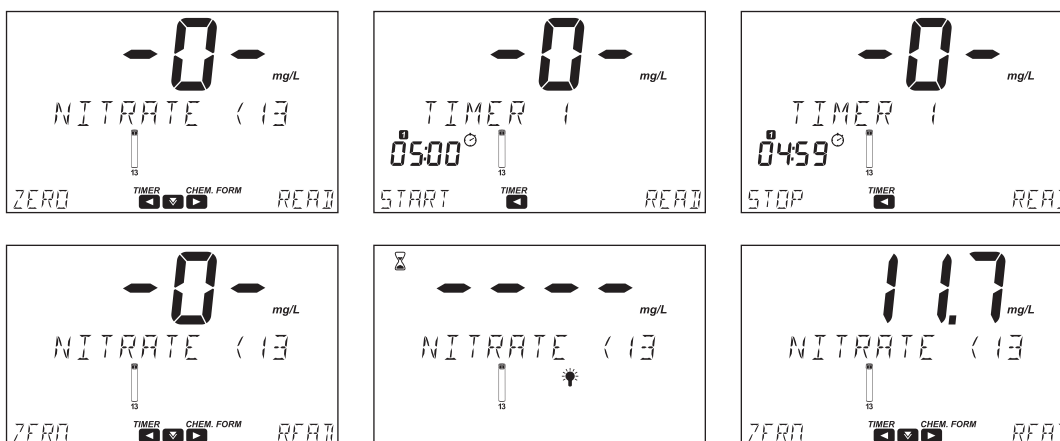 -0-
mg/L
NITRATE <13
13
TIMER CHEM. FORM
ZERO READ
-0-
mg/L
TIMER 1
1
05:00
13
TIMER
START READ
-0-
mg/L
TIMER 1
1
04:59
13
TIMER
STOP READ
-0-
mg/L
NITRATE <13
13
TIMER CHEM. FORM
ZERO READ
- - - -
mg/L
NITRATE <13
13
11.7
mg/L
NITRATE <13
13
TIMER CHEM. FORM
ZERO READ